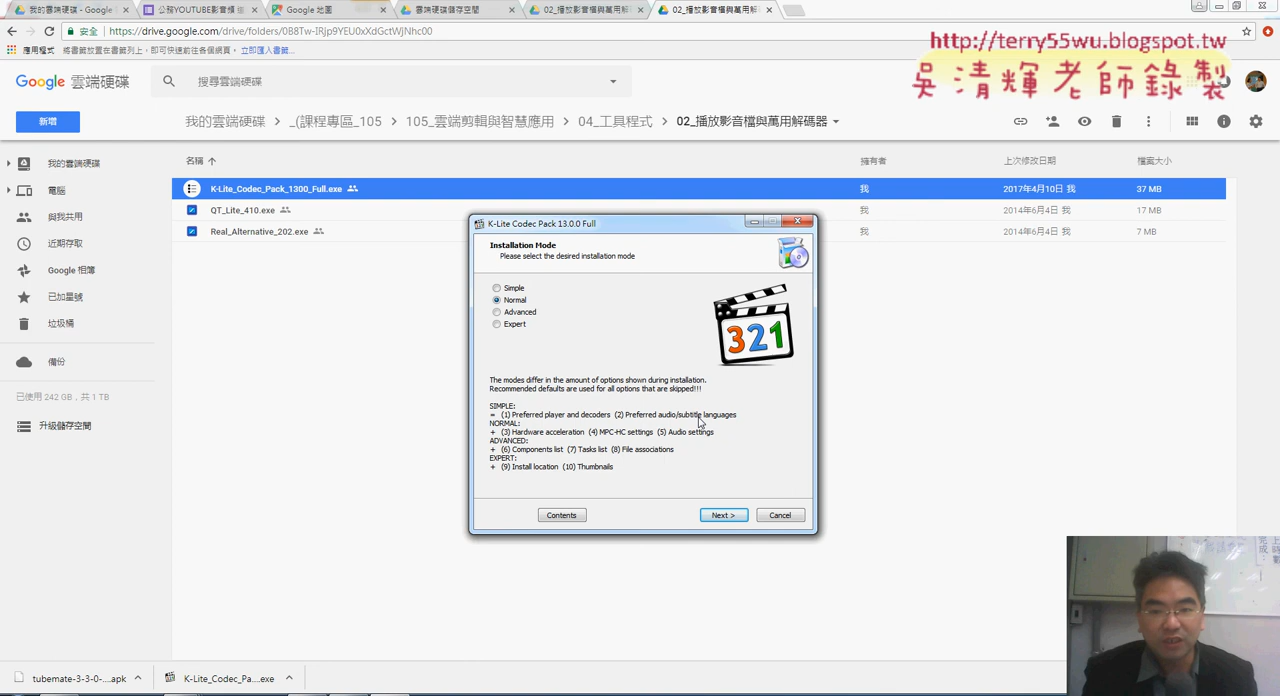 我的雲端硬碟 - Google
公務YOUTUBE影音頻道
Google 地圖
雲端硬碟儲存空間
02_播放影音檔與萬用解
02_播放影音檔與萬用解
安全
https://drive.google.com/drive/folders/0B8Tw-IRjp9YEU0xXdGctWjNhc00
應用程式
將書籤放置在書籤列上，即可快速前往各個網頁。
立即匯入書籤...
http://terry55wu.blogspot.tw
吳清輝老師錄製
Google 雲端硬碟
搜尋雲端硬碟
新增
我的雲端硬碟 > _(課程專區_105 > 105_雲端剪輯與智慧應用 > 04_工具程式 > 02_播放影音檔與萬用解碼器
我的雲端硬碟
電腦
與我共用
近期存取
Google 相簿
已加星號
垃圾桶
備份
已使用 242 GB，共 1 TB
升級儲存空間
名稱
擁有者
上次修改日期
檔案大小
K-Lite_Codec_Pack_1300_Full.exe
我
2017年4月10日 我
37 MB
QT_Lite_410.exe
我
2014年6月4日 我
17 MB
Real_Alternative_202.exe
我
2014年6月4日 我
7 MB
K-Lite Codec Pack 13.0.0 Full
Installation Mode
Please select the desired installation mode
Simple
Normal
Advanced
Expert
321
The modes differ in the amount of options shown during installation.
Recommended defaults are used for all options that are skipped!!!
SIMPLE:
= (1) Preferred player and decoders (2) Preferred audio/subtitle languages
NORMAL:
+ (3) Hardware acceleration (4) MPC-HC settings (5) Audio settings
ADVANCED:
+ (6) Components list (7) Tasks list (8) File associations
EXPERT:
+ (9) Install location (10) Thumbnails
Contents
Next >
Cancel
tubemate-3-3-0-....apk
K-Lite_Codec_Pa....exe